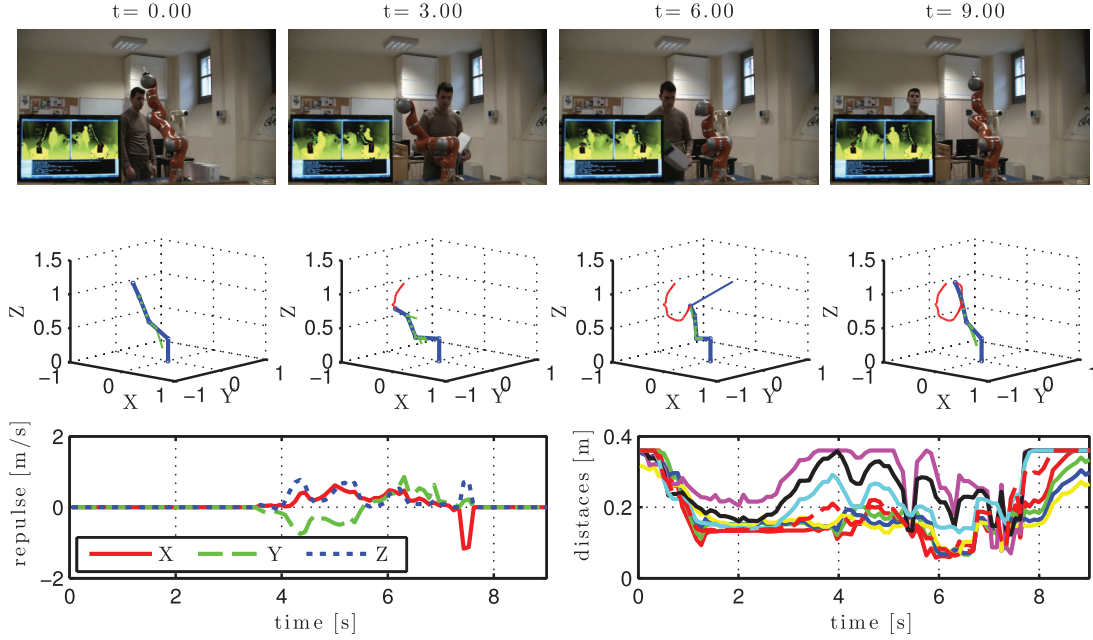 t= 0.00 t= 3.00 t= 6.00 t= 9.00
1.5 1.5 1.5 1.5
1 1 1 1
Z Z Z Z
0.5 0.5 0.5 0.5
0 0 0 0
−1 1 −1 1 −1 1 −1 1
0 0 0 0 0 0 0 0
X 1 −1 Y X 1 −1 Y X 1 −1 Y X 1 −1 Y
2 0.4
repulse [m/s] distaces [m]
0 0.2
X Y Z
−2 0
0 2 4 6 8 0 2 4 6 8
time [s] time [s]